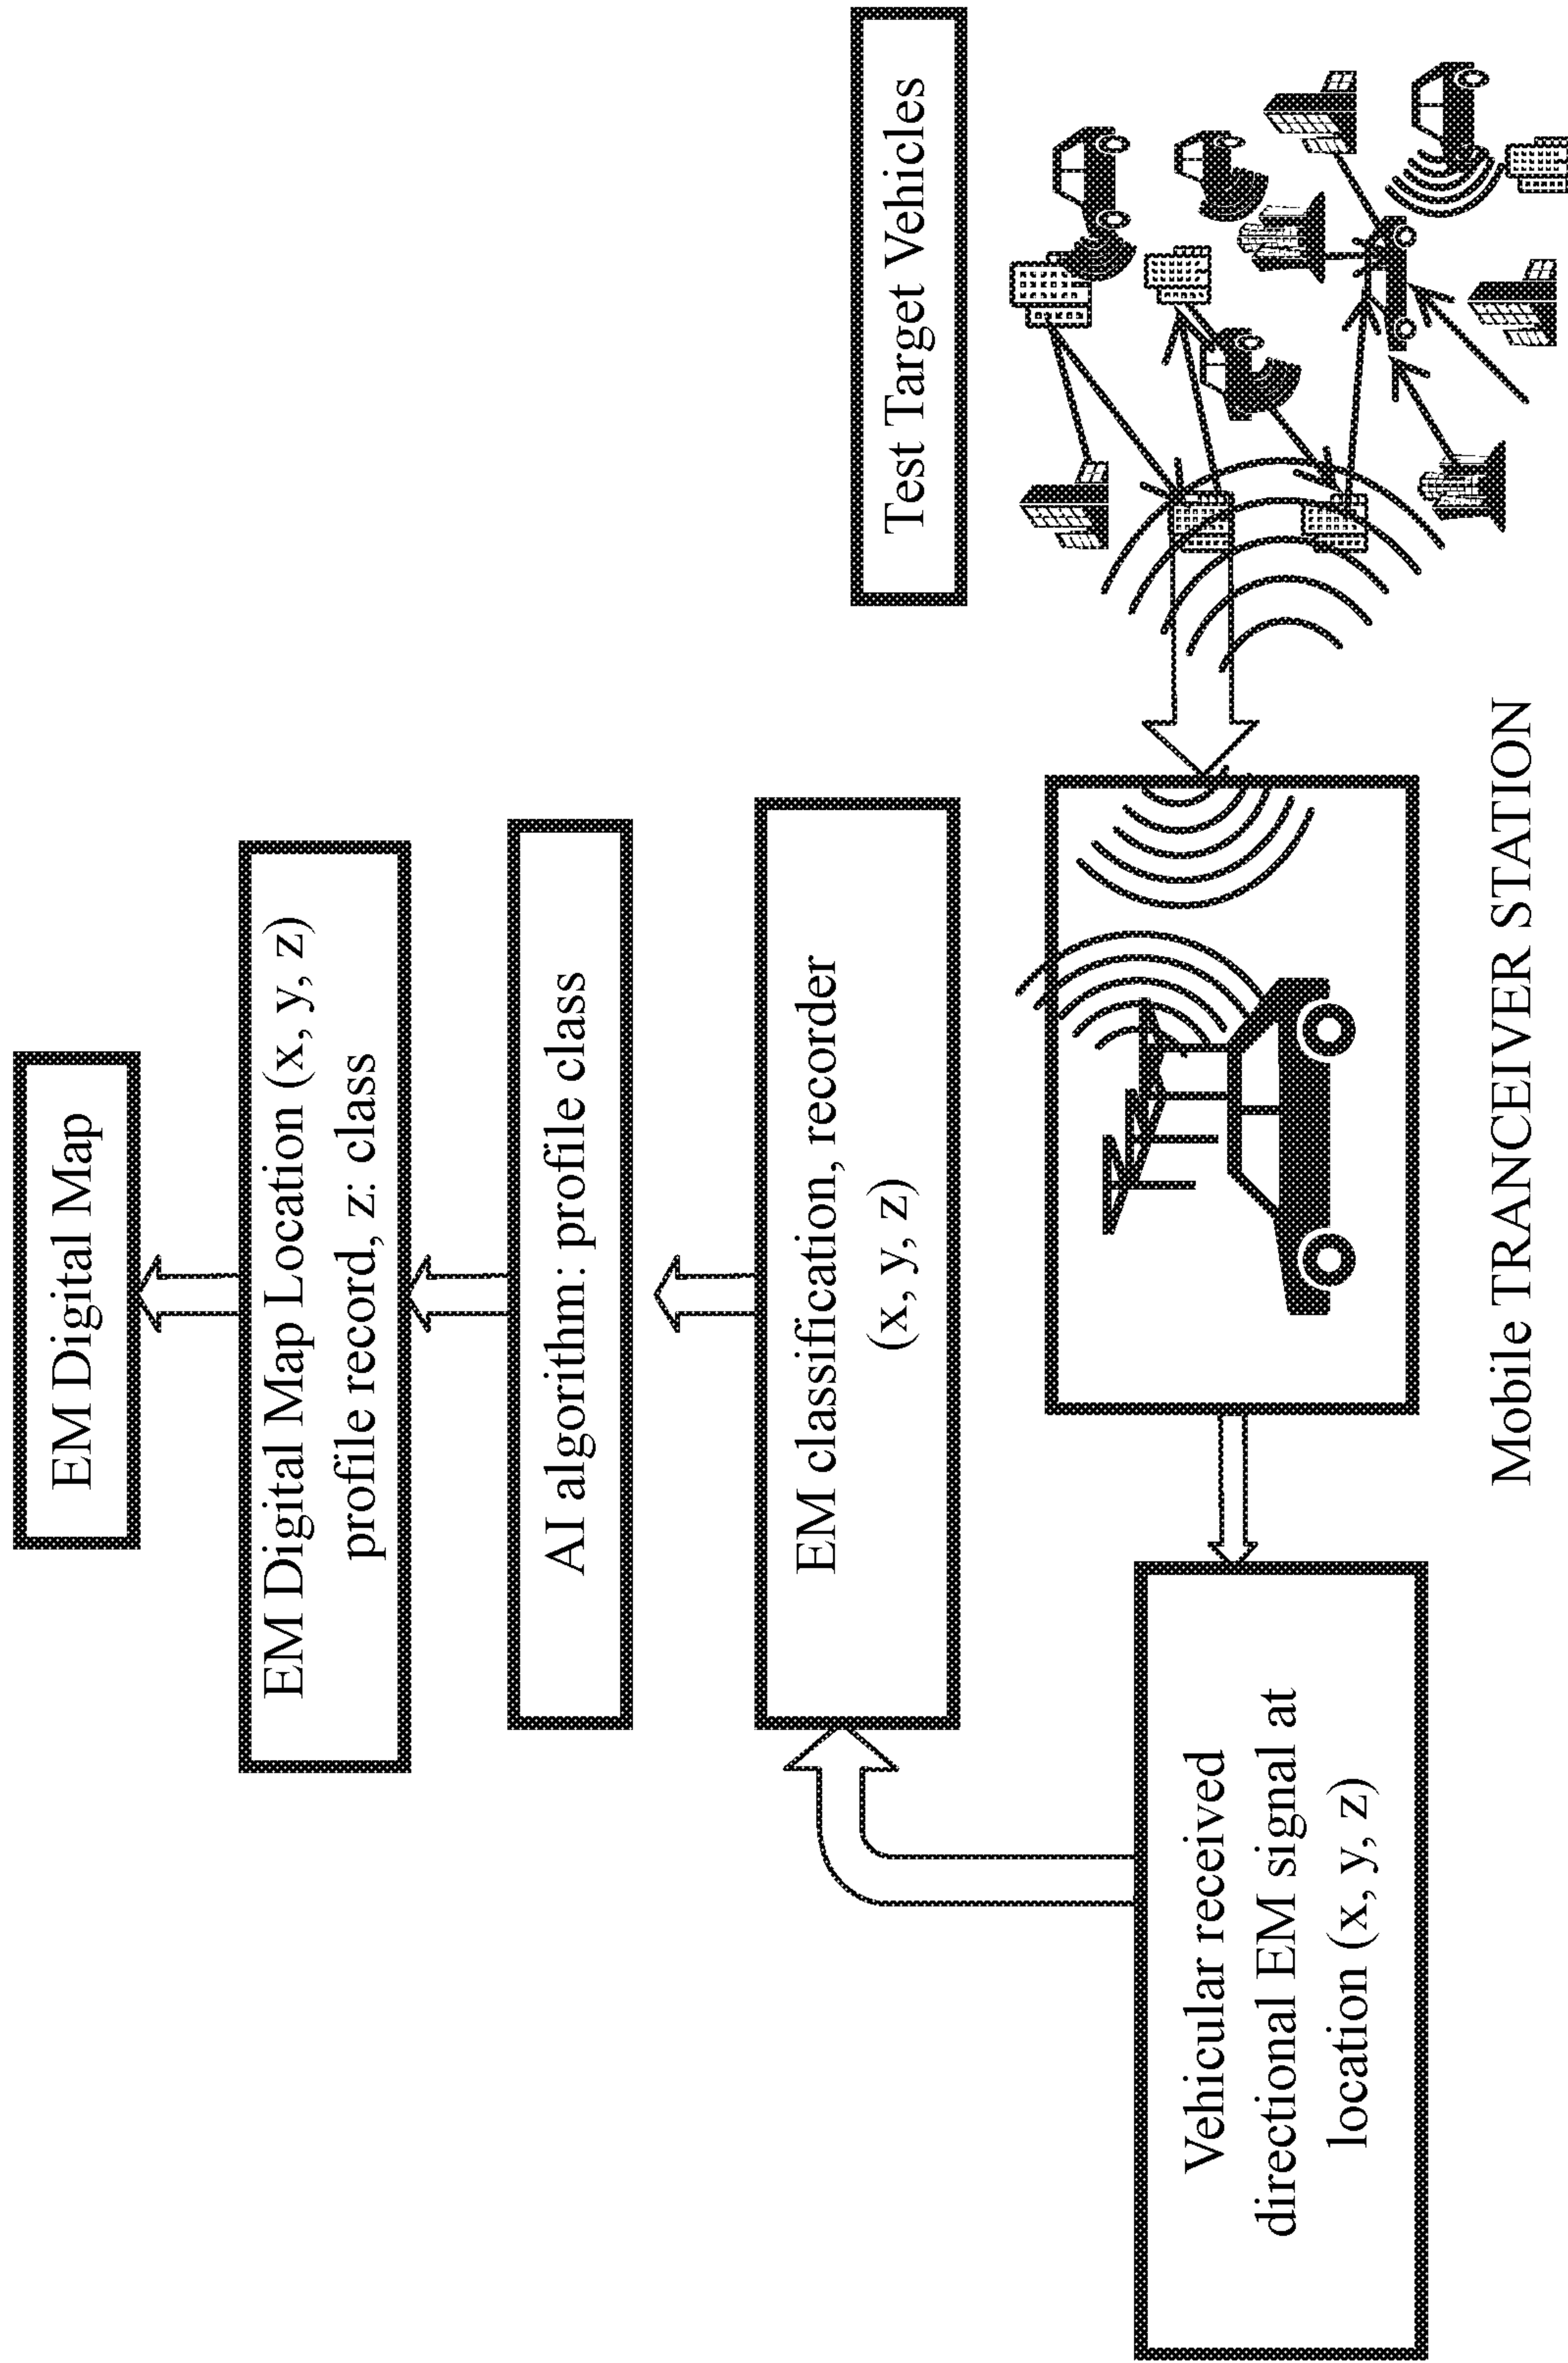 EM Digital Map
EM Digital Map Location (x, y, z)
profile record, z: class
AI algorithm: profile class
EM classification, recorder
(x, y, z)
Test Target Vehicles
Vehicular received
directional EM signal at
location (x, y, z)
Mobile TRANCEIVER STATION